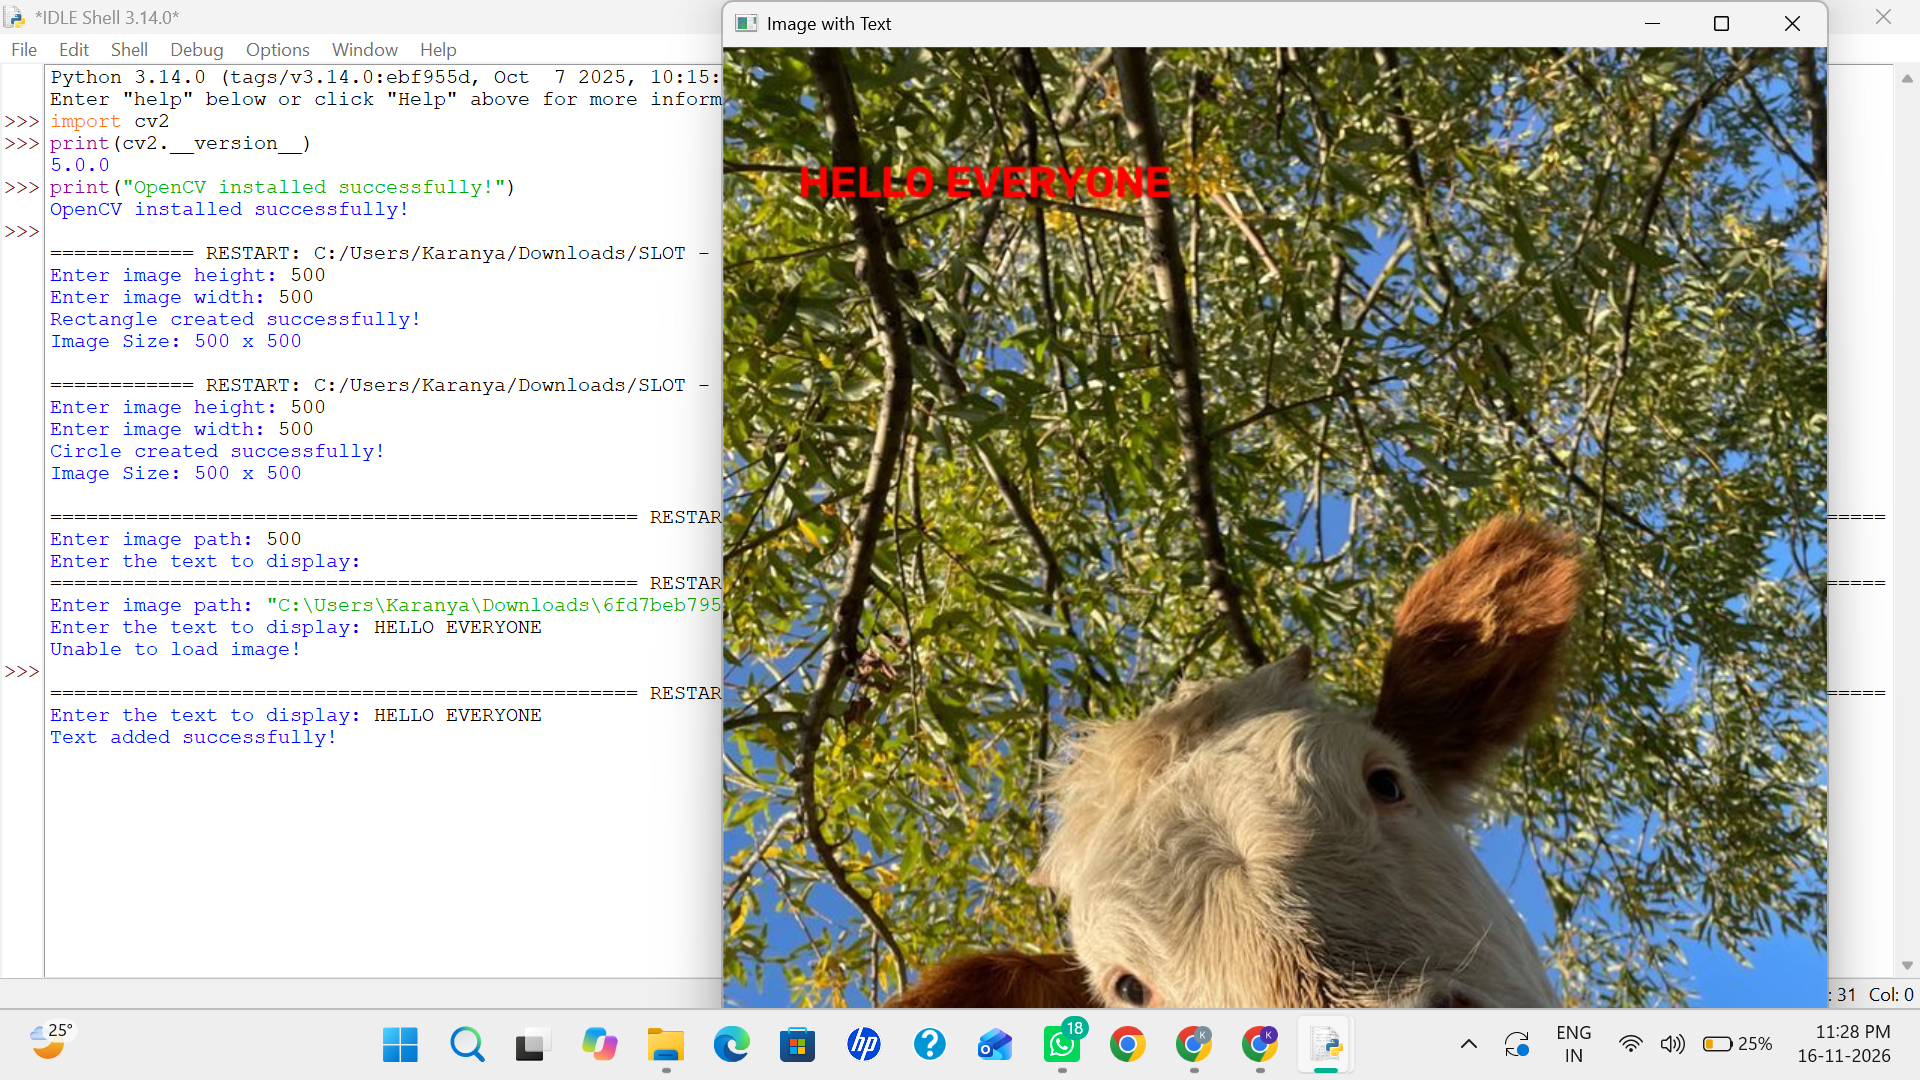 *IDLE Shell 3.14.0*
File Edit Shell Debug Options Window Help
Python 3.14.0 (tags/v3.14.0:ebf955d, Oct  7 2025, 10:15:
Enter "help" below or click "Help" above for more inform
>>> import cv2
>>> print(cv2.__version__)
5.0.0
>>> print("OpenCV installed successfully!")
OpenCV installed successfully!
>>>
============ RESTART: C:/Users/Karanya/Downloads/SLOT -
Enter image height: 500
Enter image width: 500
Rectangle created successfully!
Image Size: 500 x 500
============ RESTART: C:/Users/Karanya/Downloads/SLOT -
Enter image height: 500
Enter image width: 500
Circle created successfully!
Image Size: 500 x 500
================================================= RESTAR
=====
Enter image path: 500
Enter the text to display:
================================================= RESTAR
=====
Enter image path: "C:\Users\Karanya\Downloads\6fd7beb795
Enter the text to display: HELLO EVERYONE
Unable to load image!
>>>
================================================= RESTAR
=====
Enter the text to display: HELLO EVERYONE
Text added successfully!
Image with Text
HELLO EVERYONE
: 31 Col: 0
25°
hp
?
18
K
K
ENG
IN
25%
11:28 PM
16-11-2026